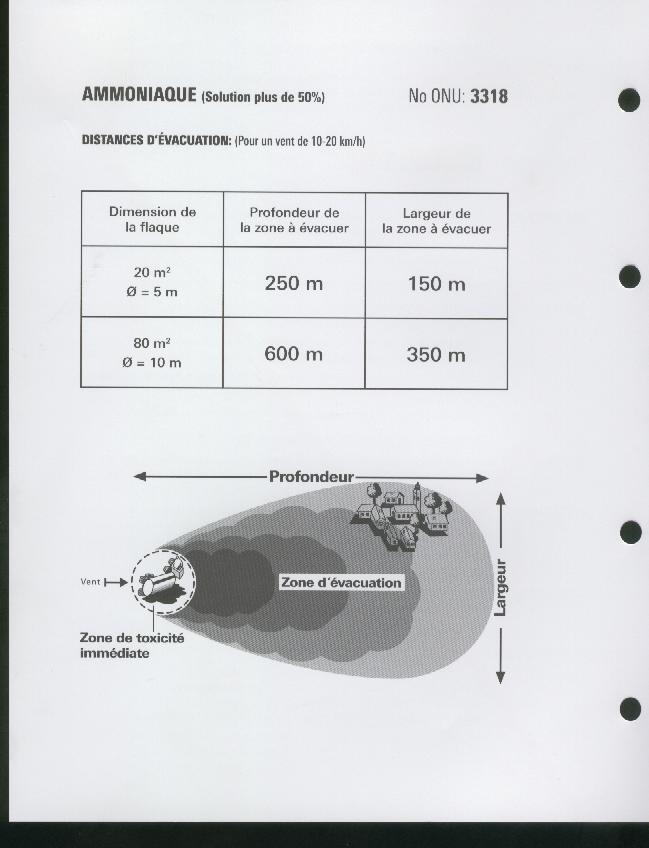 AMMONIAQUE (Solution plus de 50%) No ONU: 3318
DISTANCES D'ÉVACUATION: (Pour un vent de 10-20 km/h)
Dimension de la flaque
Profondeur de la zone à évacuer
Largeur de la zone à évacuer
20 m²
Ø = 5 m
250 m
150 m
80 m²
Ø = 10 m
600 m
350 m
Profondeur
Vent
Zone d'évacuation
Largeur
Zone de toxicité
immédiate